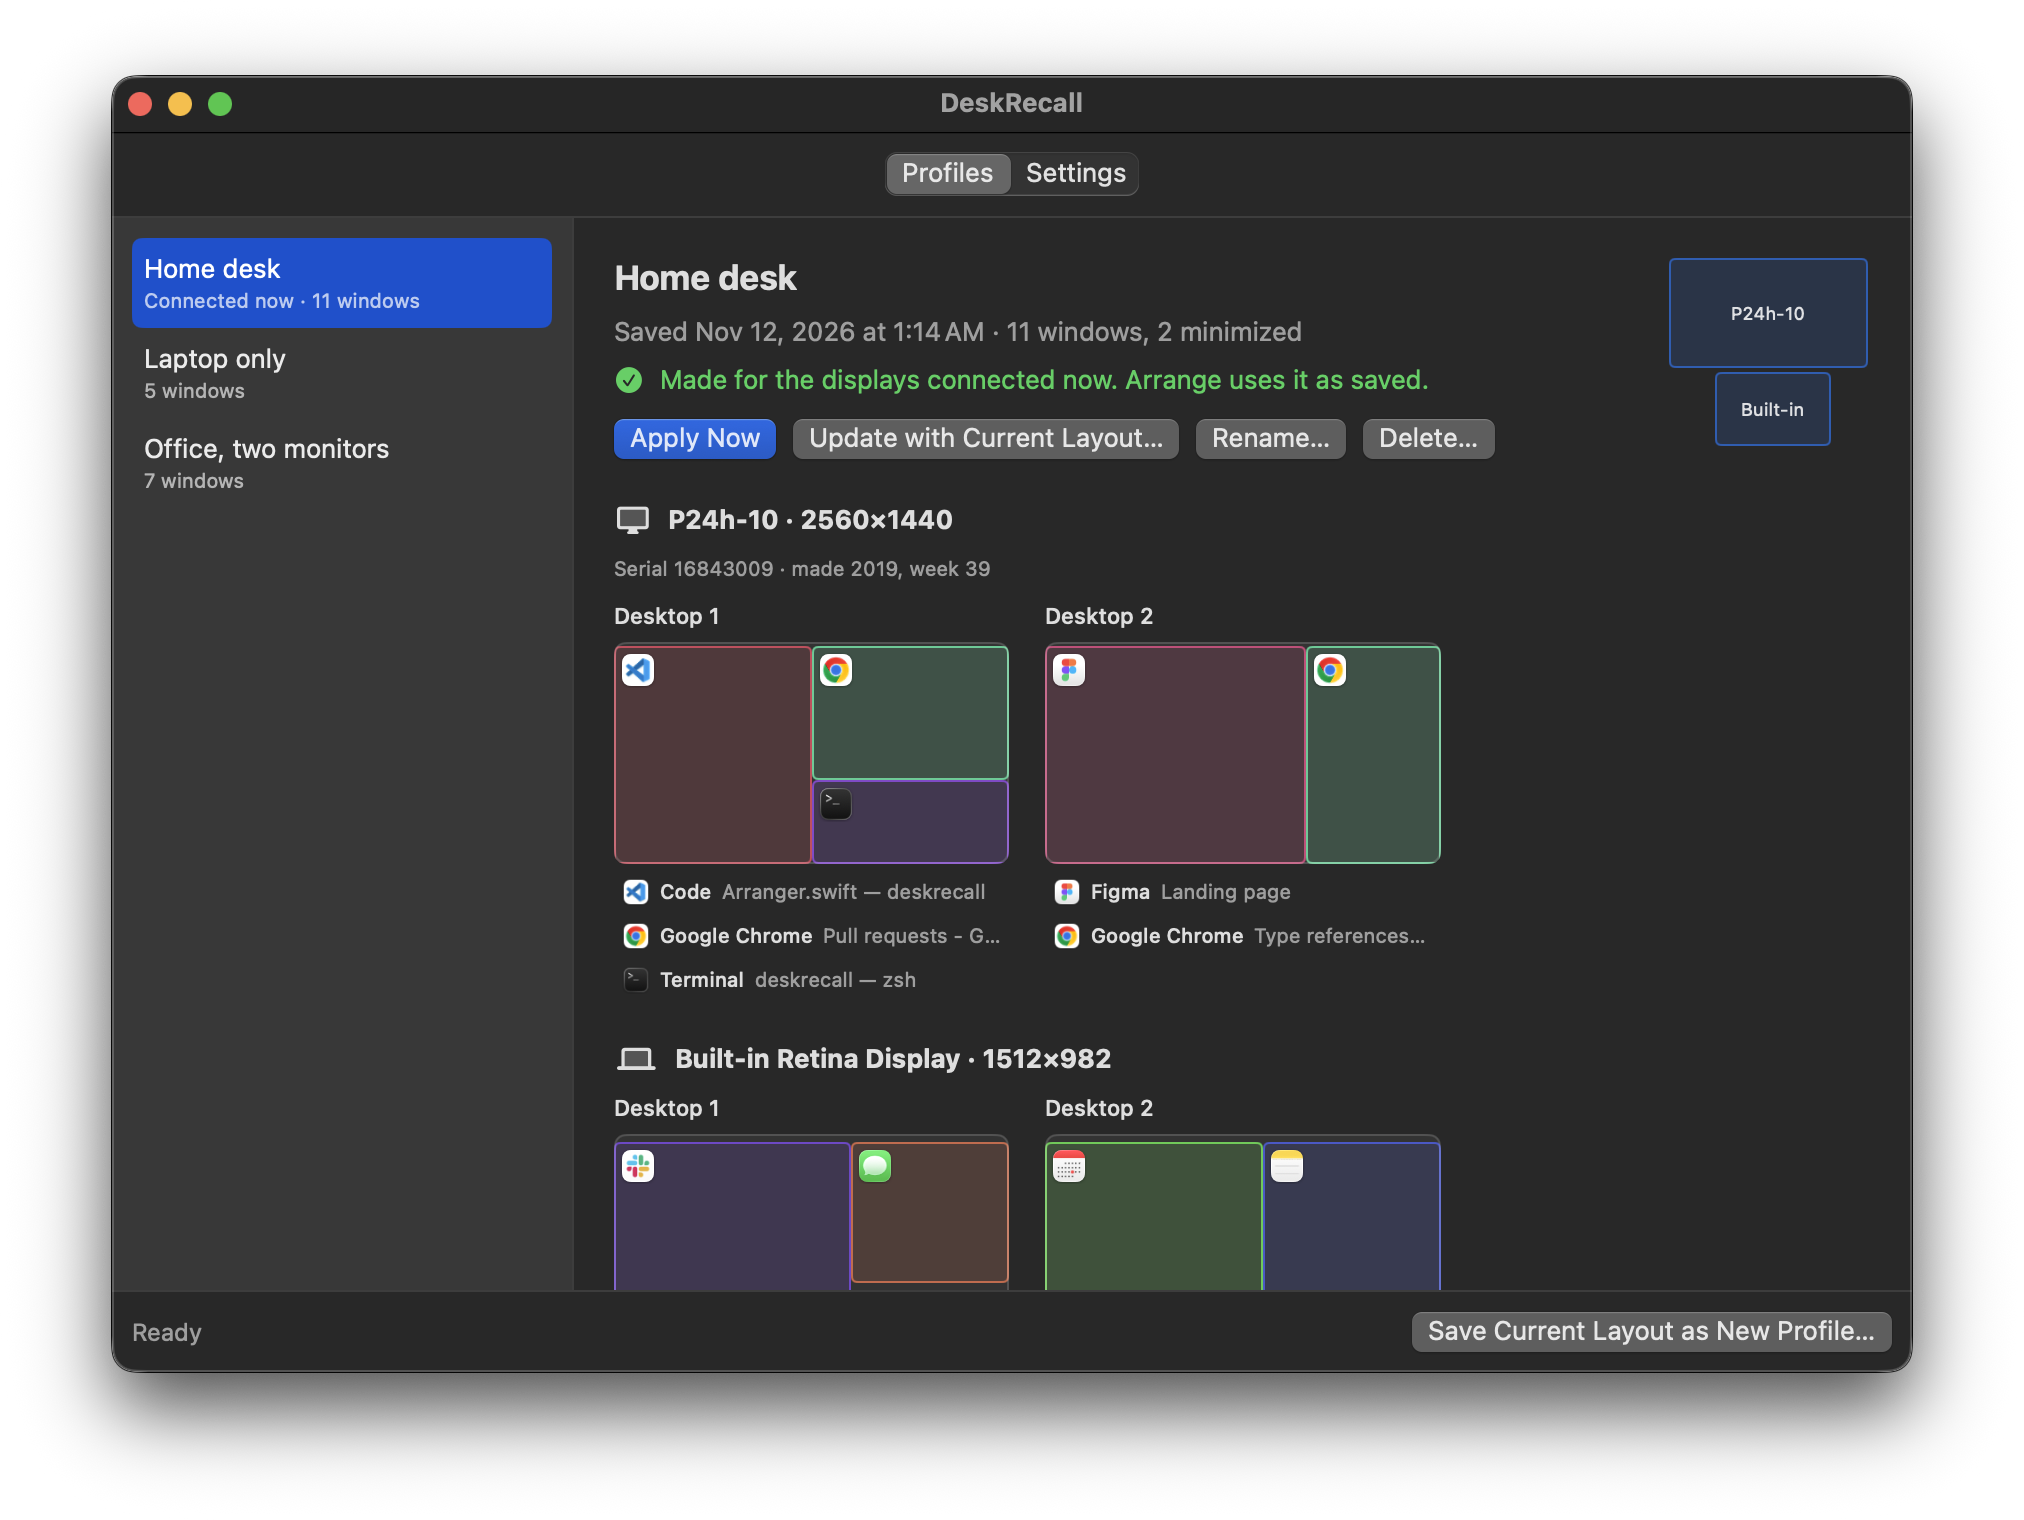 DeskRecall
Profiles Settings
Home desk
Connected now · 11 windows
Laptop only
5 windows
Office, two monitors
7 windows
Home desk
Saved Nov 12, 2026 at 1:14 AM · 11 windows, 2 minimized
Made for the displays connected now. Arrange uses it as saved.
Apply Now Update with Current Layout... Rename... Delete...
P24h-10
Built-in
P24h-10 · 2560×1440
Serial 16843009 · made 2019, week 39
Desktop 1
Code Arranger.swift — deskrecall
Google Chrome Pull requests - G...
Terminal deskrecall — zsh
Desktop 2
Figma Landing page
Google Chrome Type references...
Built-in Retina Display · 1512×982
Desktop 1
Desktop 2
Ready
Save Current Layout as New Profile...